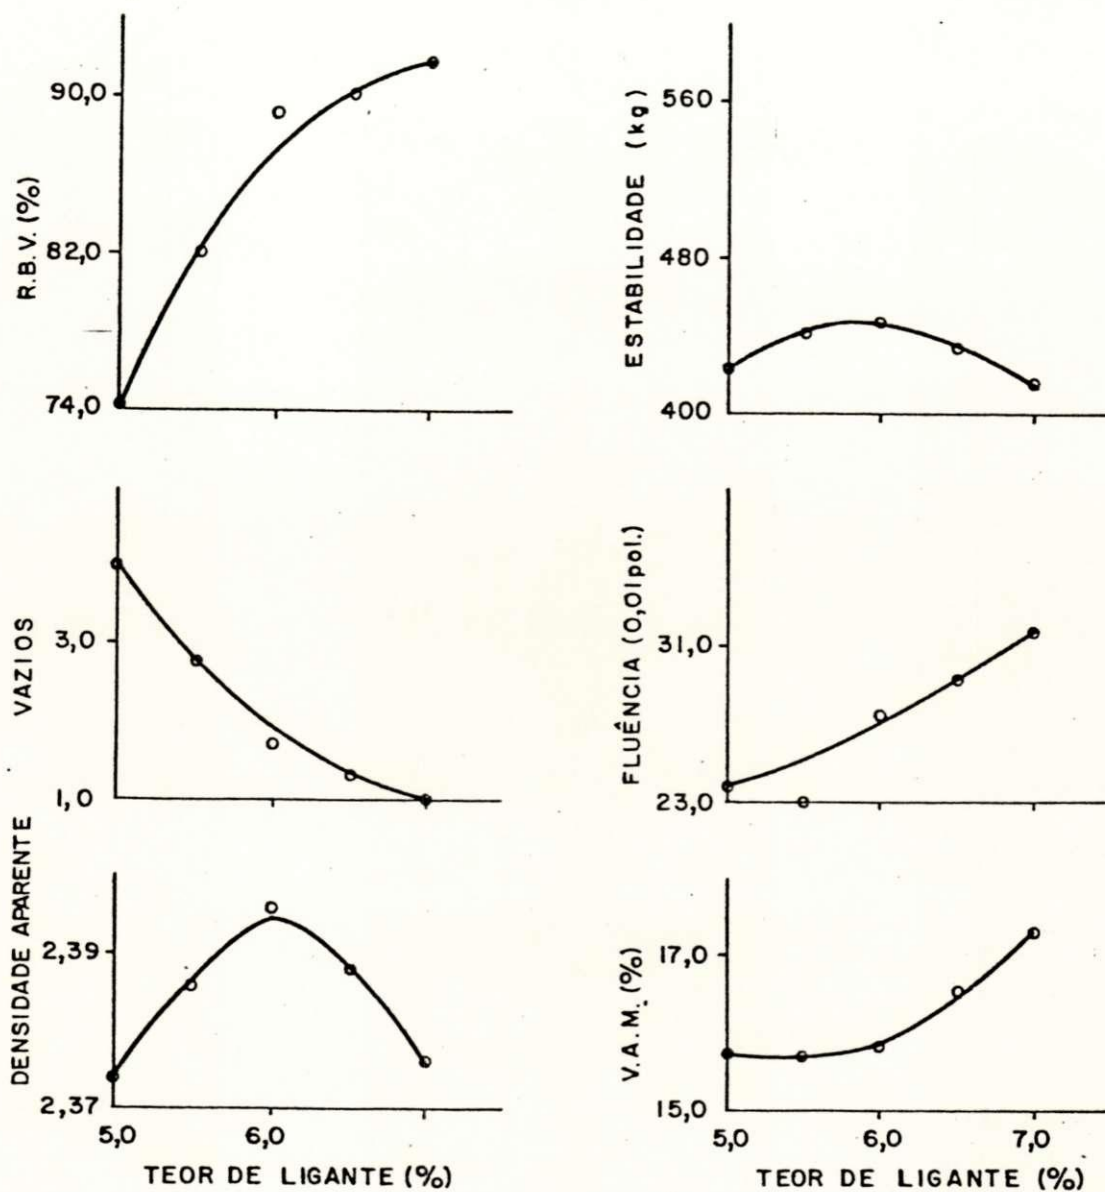 R.B.V. (%)
90,0
82,0
74,0
ESTABILIDADE (kg)
560
480
400
VAZIOS
3,0
1,0
FLUÊNCIA (0,01pol.)
31,0
23,0
DENSIDADE APARENTE
2,39
2,37
5,0
6,0
TEOR DE LIGANTE (%)
V.A.M. (%)
17,0
15,0
5,0
6,0
7,0
TEOR DE LIGANTE (%)